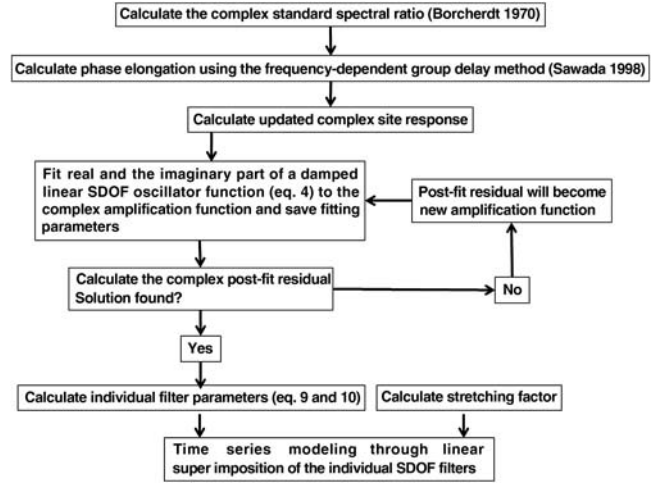 Calculate the complex standard spectral ratio (Borcherdt 1970)
Calculate phase elongation using the frequency-dependent group delay method (Sawada 1998)
Calculate updated complex site response
Fit real and the imaginary part of a damped
linear SDOF oscillator function (eq. 4) to the
complex amplification function and save fitting
parameters
Post-fit residual will become
new amplification function
Calculate the complex post-fit residual
Solution found?
No
Yes
Calculate individual filter parameters (eq. 9 and 10)
Calculate stretching factor
Time series modeling through linear
super imposition of the individual SDOF filters